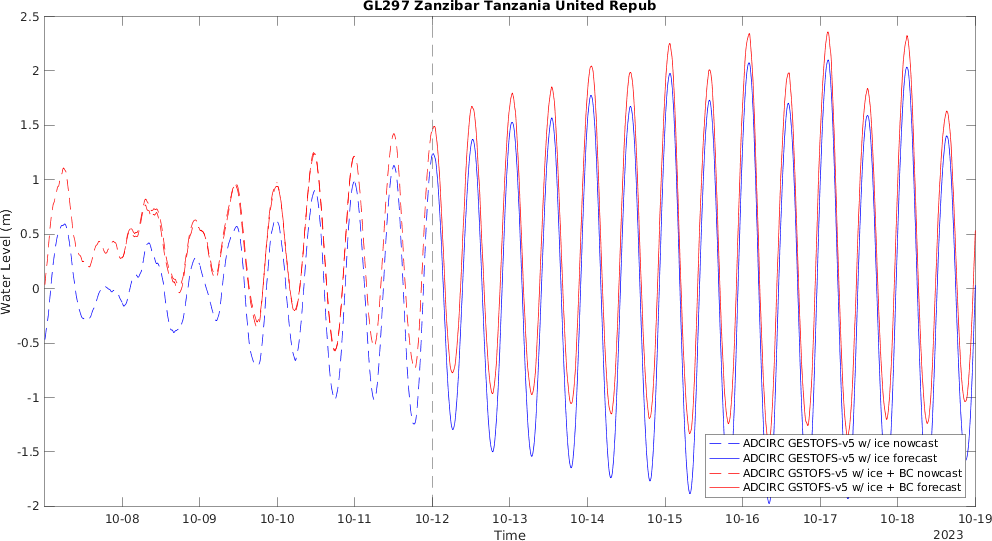 GL297 Zanzibar Tanzania United Repub
2.5
2
1.5
1
0.5
0
-0.5
-1
-1.5
-2
Water Level (m)
ADCIRC GESTOFS-v5 w/ ice nowcast
ADCIRC GESTOFS-v5 w/ ice forecast
ADCIRC GSTOFS-v5 w/ ice + BC nowcast
ADCIRC GSTOFS-v5 w/ ice + BC forecast
10-08 10-09 10-10 10-11 10-12 10-13 10-14 10-15 10-16 10-17 10-18 10-19
Time
2023